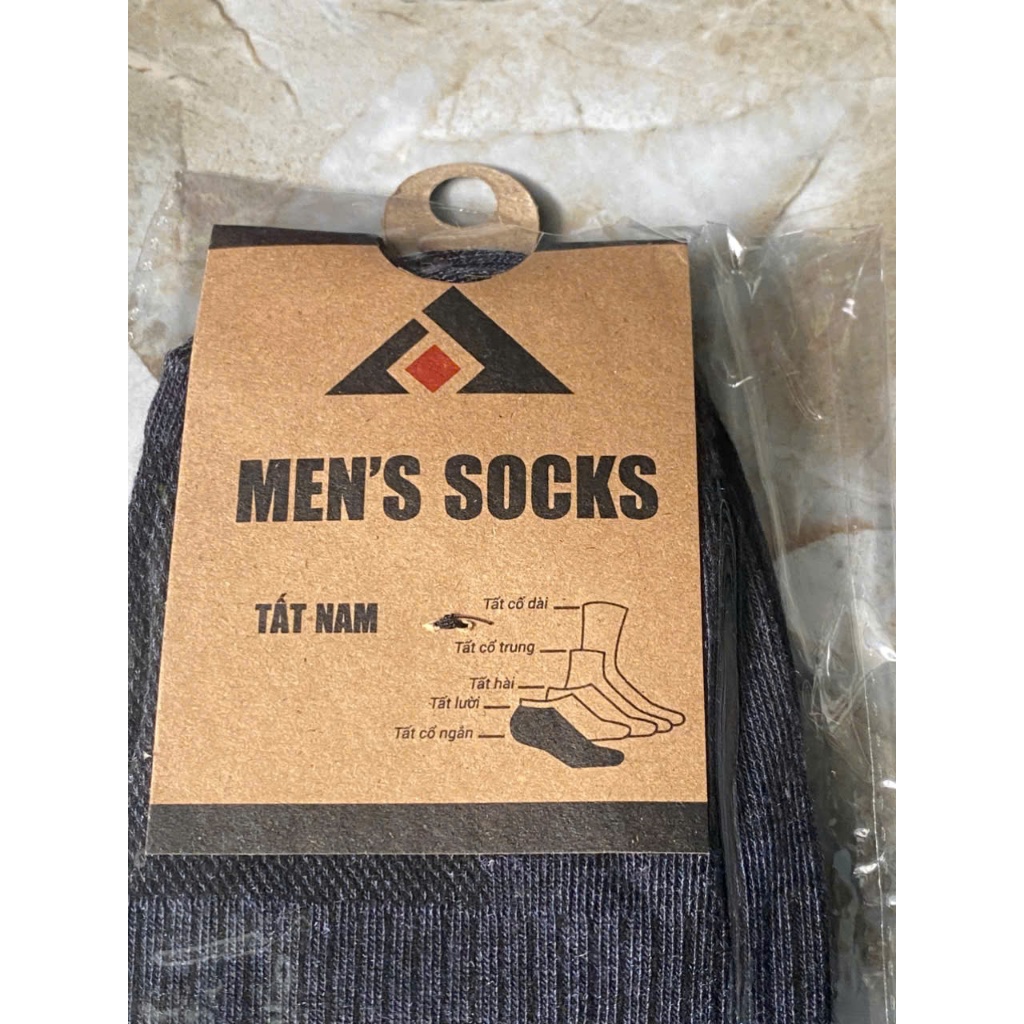 MEN'S SOCKS
TẤT NAM
Tất cổ dài
Tất cổ trung
Tất hài
Tất lười
Tất cổ ngắn